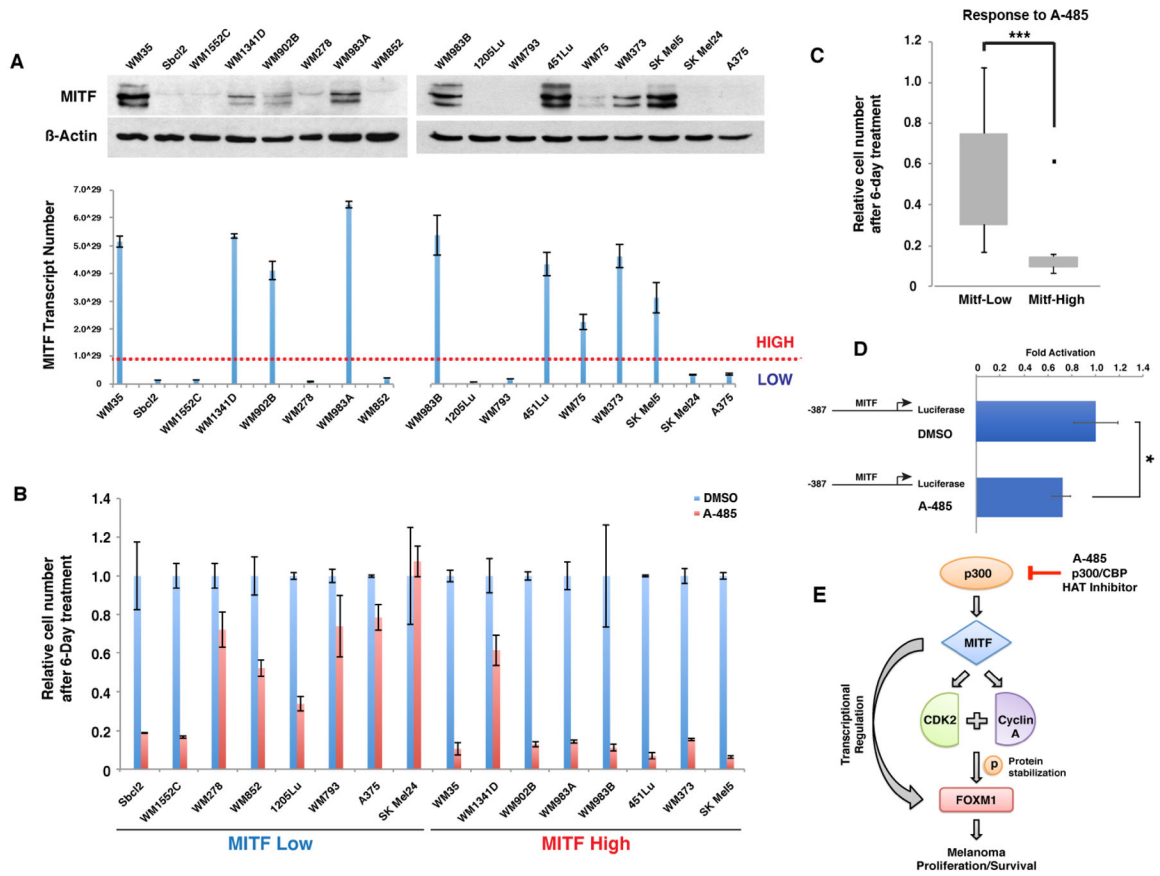 A
WM35
Sbcl2
WM1552C
WM1341D
WM902B
WM278
WM983A
WM852
WM983B
1205Lu
WM793
451Lu
WM75
WM373
SK Mel5
SK Mel24
A375
MITF
ß-Actin
MITF Transcript Number
7.0^29
6.0^29
5.0^29
4.0^29
3.0^29
2.0^29
1.0^29
0
HIGH
LOW
WM35
Sbcl2
WM1552C
WM1341D
WM902B
WM278
WM983A
WM852
WM983B
1205Lu
WM793
451Lu
WM75
WM373
SK Mel5
SK Mel24
A375
B
Relative cell number
after 6-Day treatment
1.4
1.2
1.0
0.8
0.6
0.4
0.2
0
DMSO
A-485
Sbcl2
WM1552C
WM278
WM852
1205Lu
WM793
A375
SK Mel24
WM35
WM1341D
WM902B
WM983A
WM983B
451Lu
WM373
SK Mel5
MITF Low
MITF High
C
Response to A-485
Relative cell number
after 6-day treatment
1.2
1.0
0.8
0.6
0.4
0.2
0
***
Mitf-Low
Mitf-High
D
Fold Activation
0 0.2 0.4 0.6 0.8 1.0 1.2 1.4
-387
MITF
Luciferase
DMSO
-387
MITF
Luciferase
A-485
*
E
p300
A-485
p300/CBP
HAT Inhibitor
MITF
Transcriptional
Regulation
CDK2
Cyclin
A
P
Protein
stabilization
FOXM1
Melanoma
Proliferation/Survival